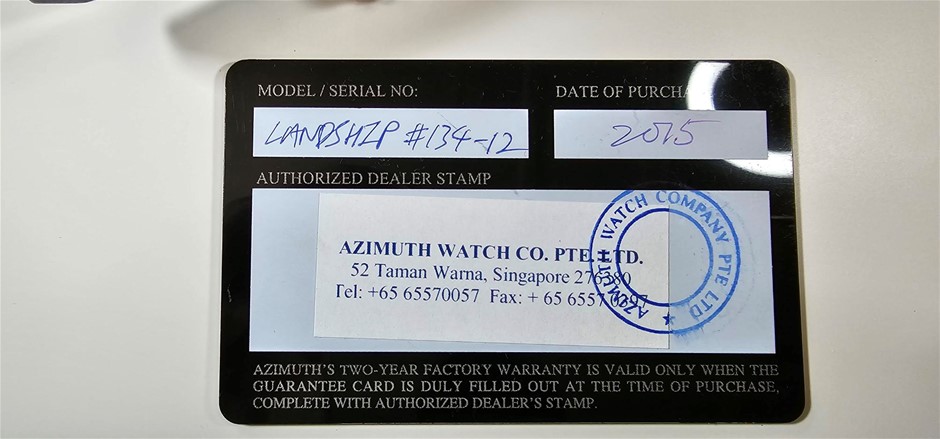 MODEL / SERIAL NO:
DATE OF PURCHA
LANDSHIP #134-12
2015
AUTHORIZED DEALER STAMP
AZIMUTH WATCH CO. PTE. LTD.
52 Taman Warna, Singapore 276380
Tel: +65 65570057 Fax: + 65 6557 0397
AZIMUTH WATCH COMPANY PTE LTD ★
AZIMUTH'S TWO-YEAR FACTORY WARRANTY IS VALID ONLY WHEN THE
GUARANTEE CARD IS DULY FILLED OUT AT THE TIME OF PURCHASE,
COMPLETE WITH AUTHORIZED DEALER'S STAMP.